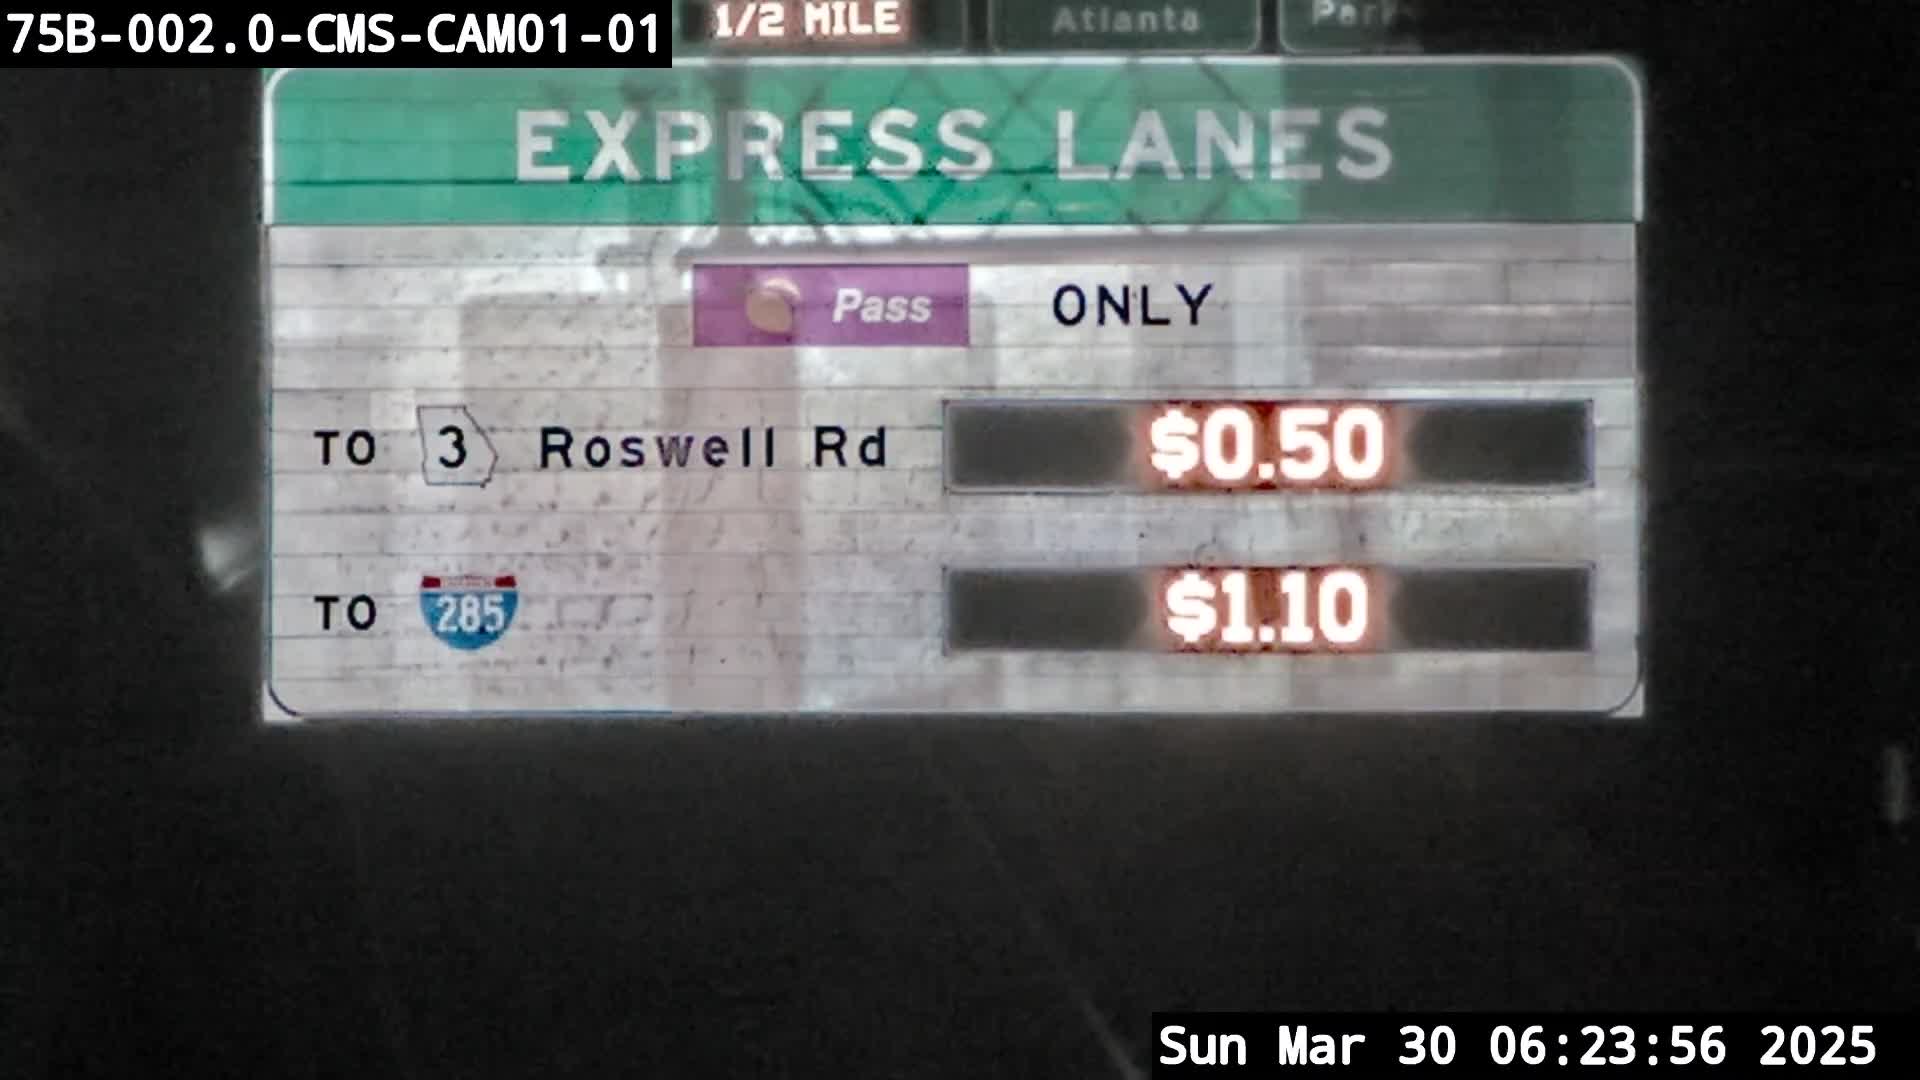 75B-002.0-CMS-CAM01-01
1/2 MILE
Atlanta
EXPRESS LANES
Pass ONLY
TO 3 Roswell Rd $0.50
TO 285 $1.10
Sun Mar 30 06:23:56 2025